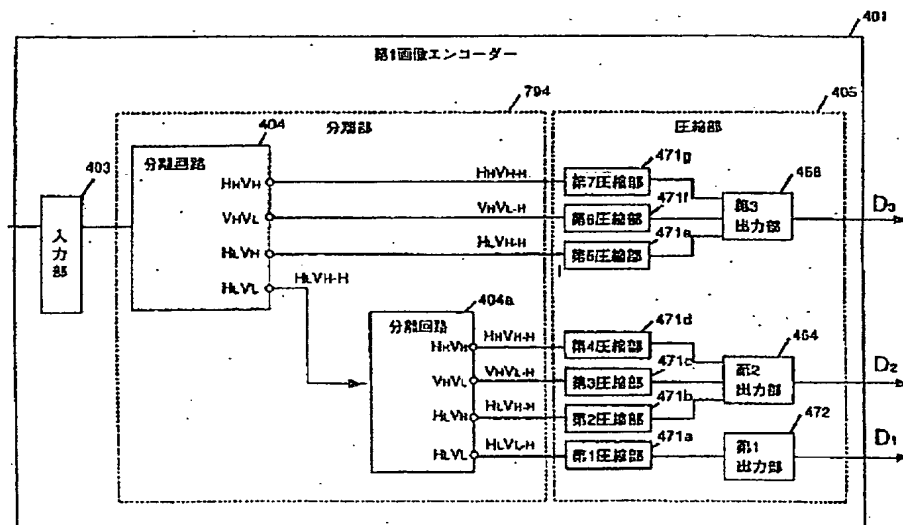 401
第1画像エンコーダー
794
405
分離部
圧縮部
404
403
分離回路
入力部
HHVH
VHVL
HLVH
HLVL
HHVH-H
VHVL-H
HLVH-H
HLVH-H
471g
第7圧縮部
471f
第6圧縮部
471e
第5圧縮部
468
第3出力部
D3
404a
分離回路
HHVH
VHVL
HLVH
HLVL
HHVH-H
VHVL-H
HLVH-H
HLVL-H
471d
第4圧縮部
471c
第3圧縮部
471b
第2圧縮部
471a
第1圧縮部
464
第2出力部
D2
472
第1出力部
D1